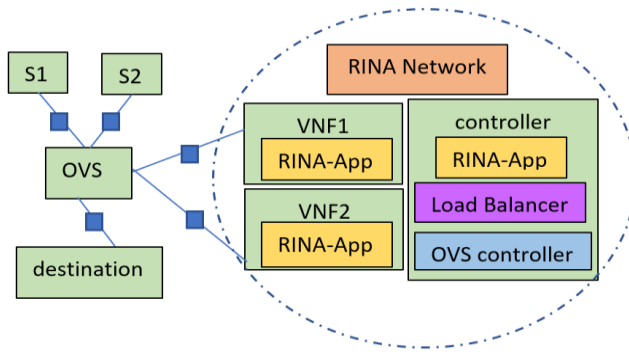 S1
S2
OVS
destination
RINA Network
VNF1
RINA-App
VNF2
RINA-App
controller
RINA-App
Load Balancer
OVS controller